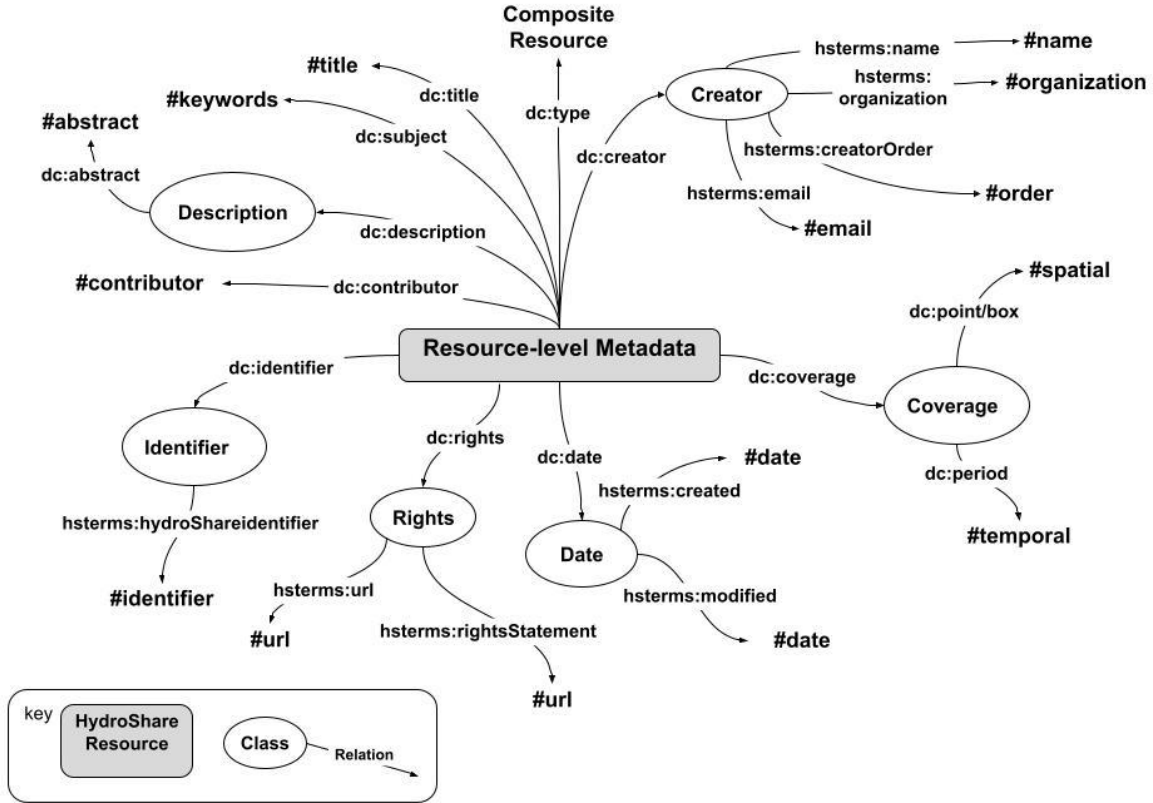 Composite
Resource
#title
#keywords
#abstract
dc:title
dc:subject
dc:abstract
dc:type
dc:creator
Creator
hsterms:name
#name
hsterms:
organization
#organization
hsterms:creatorOrder
#order
hsterms:email
#email
Description
dc:description
#contributor
dc:contributor
#spatial
dc:point/box
Resource-level Metadata
dc:identifier
dc:coverage
Coverage
Identifier
dc:rights
dc:date
#date
dc:period
hsterms:created
hsterms:hydroShareidentifier
Rights
Date
#temporal
#identifier
hsterms:url
hsterms:modified
#url
hsterms:rightsStatement
#date
#url
key
HydroShare
Resource
Class
Relation